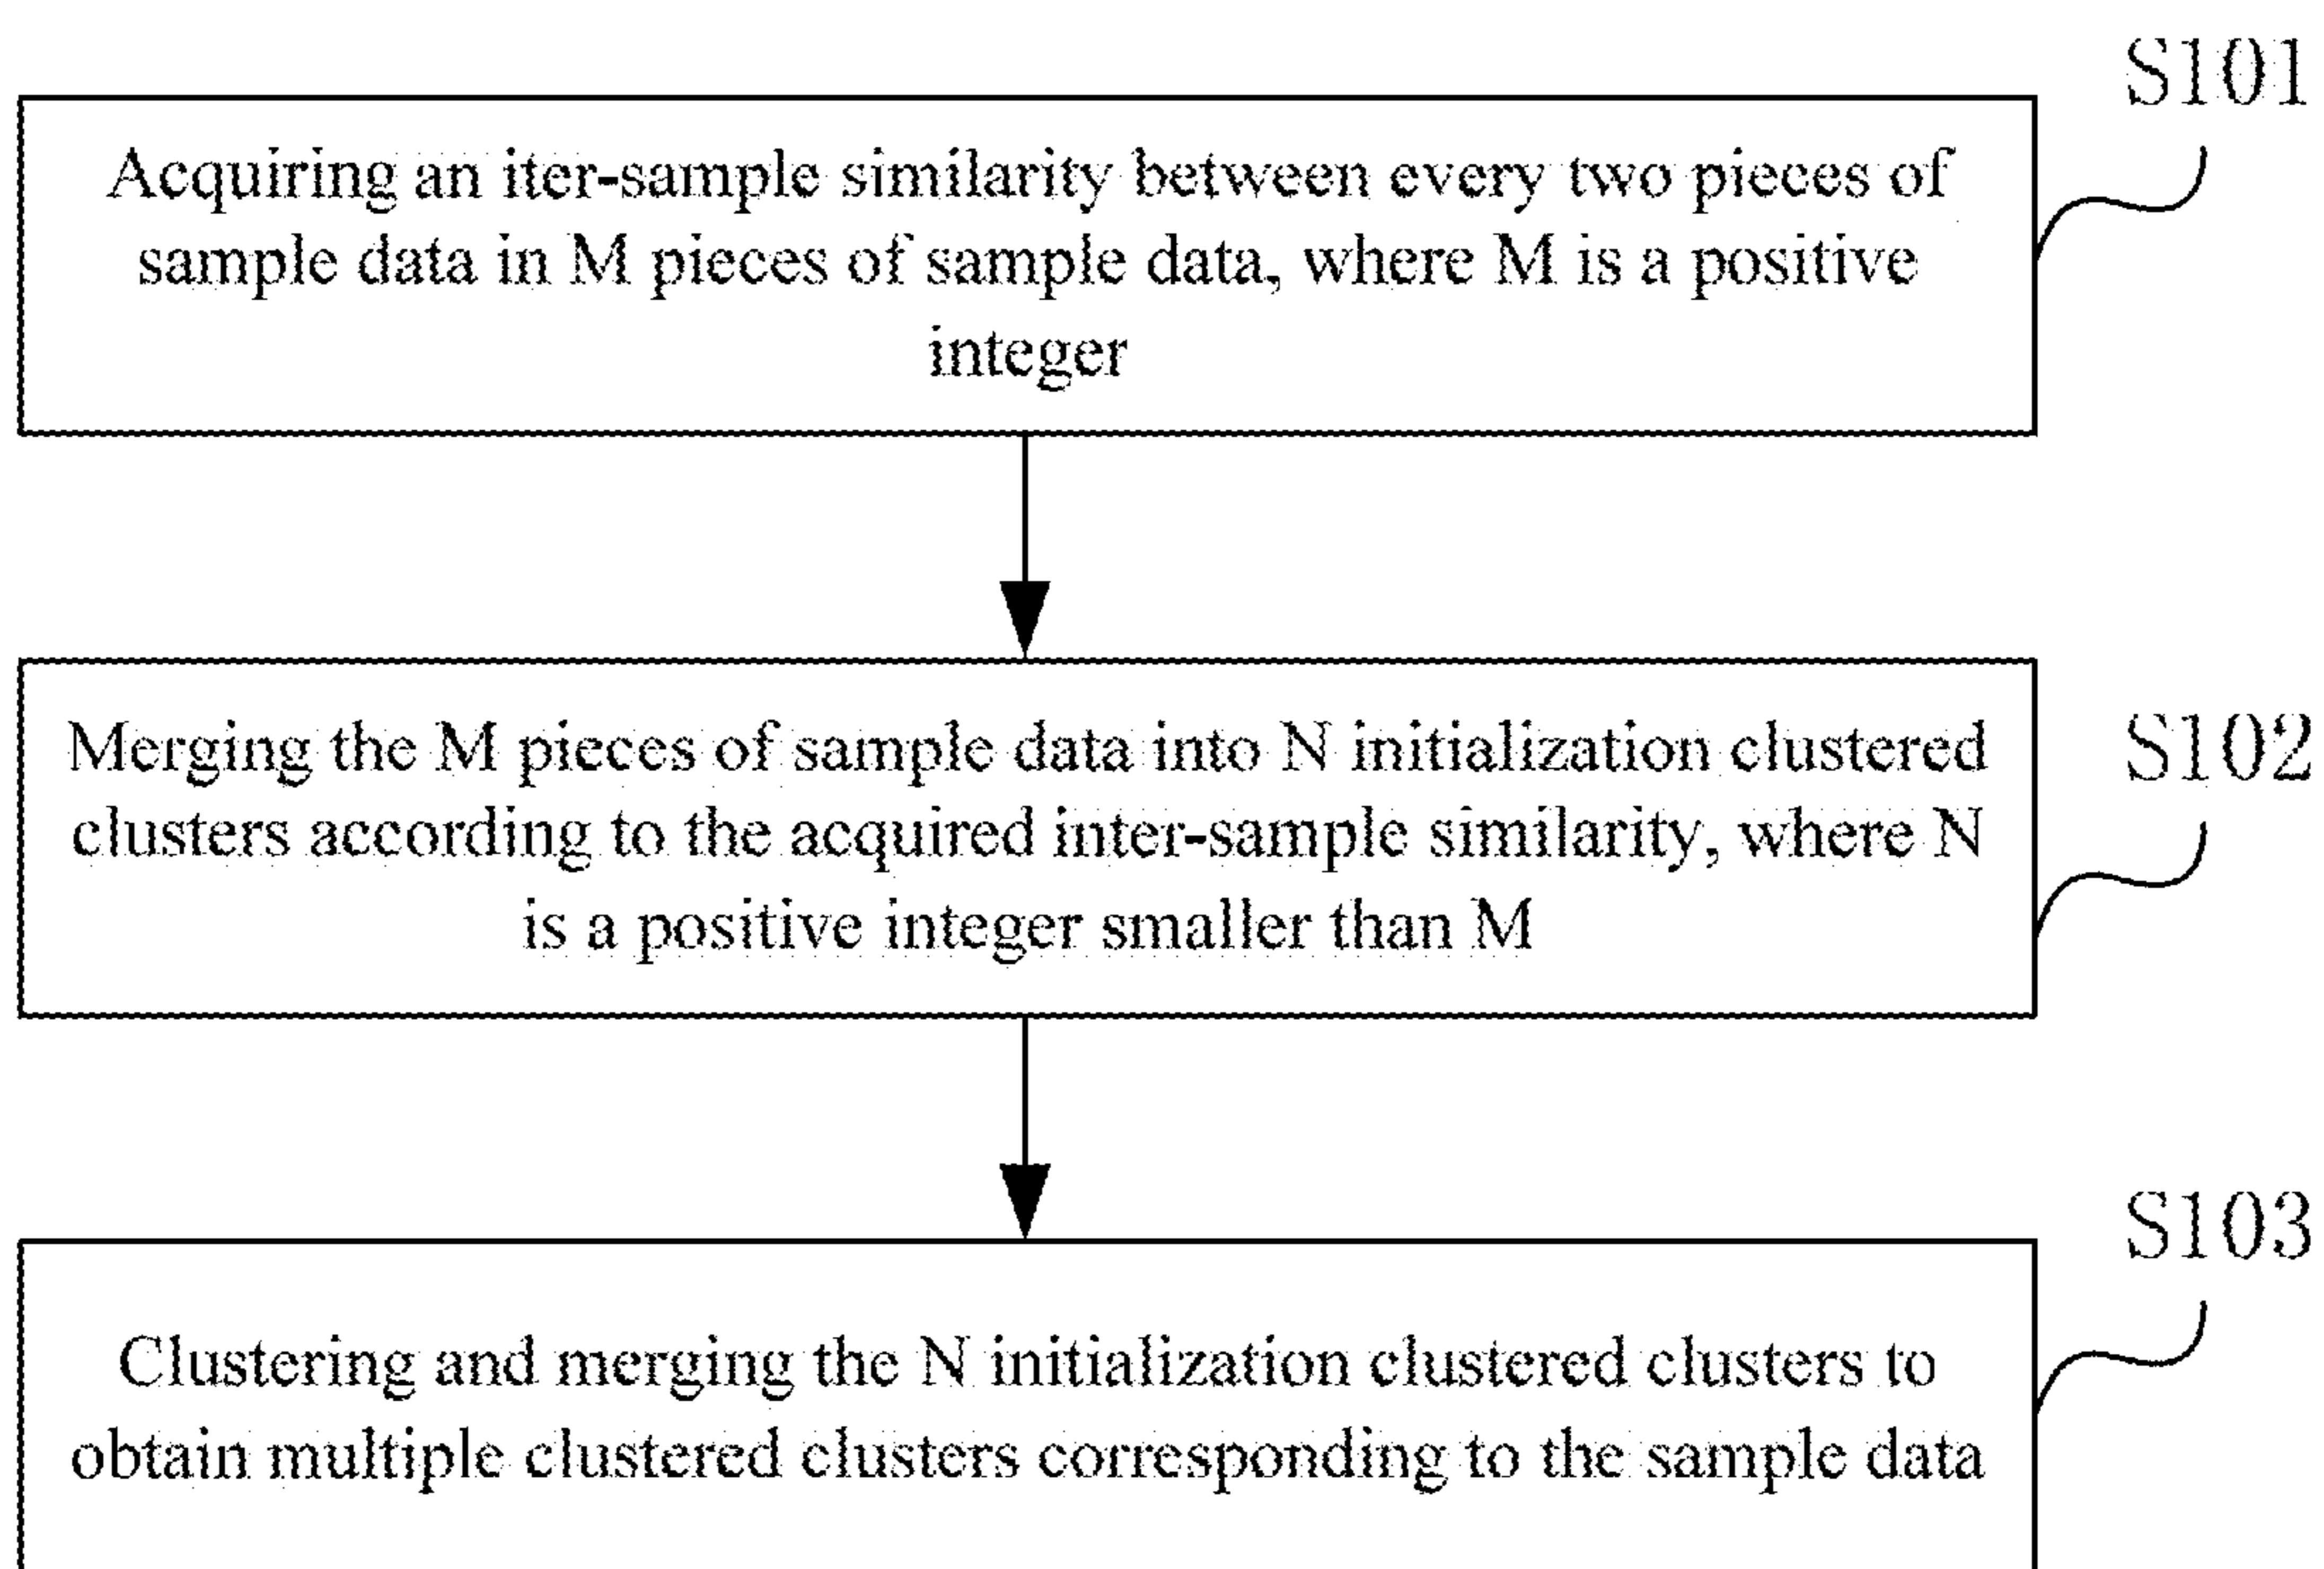 S101
Acquiring an iter-sample similarity between every two pieces of
sample data in M pieces of sample data, where M is a positive
integer
S102
Merging the M pieces of sample data into N initialization clustered
clusters according to the acquired inter-sample similarity, where N
is a positive integer smaller than M
S103
Clustering and merging the N initialization clustered clusters to
obtain multiple clustered clusters corresponding to the sample data